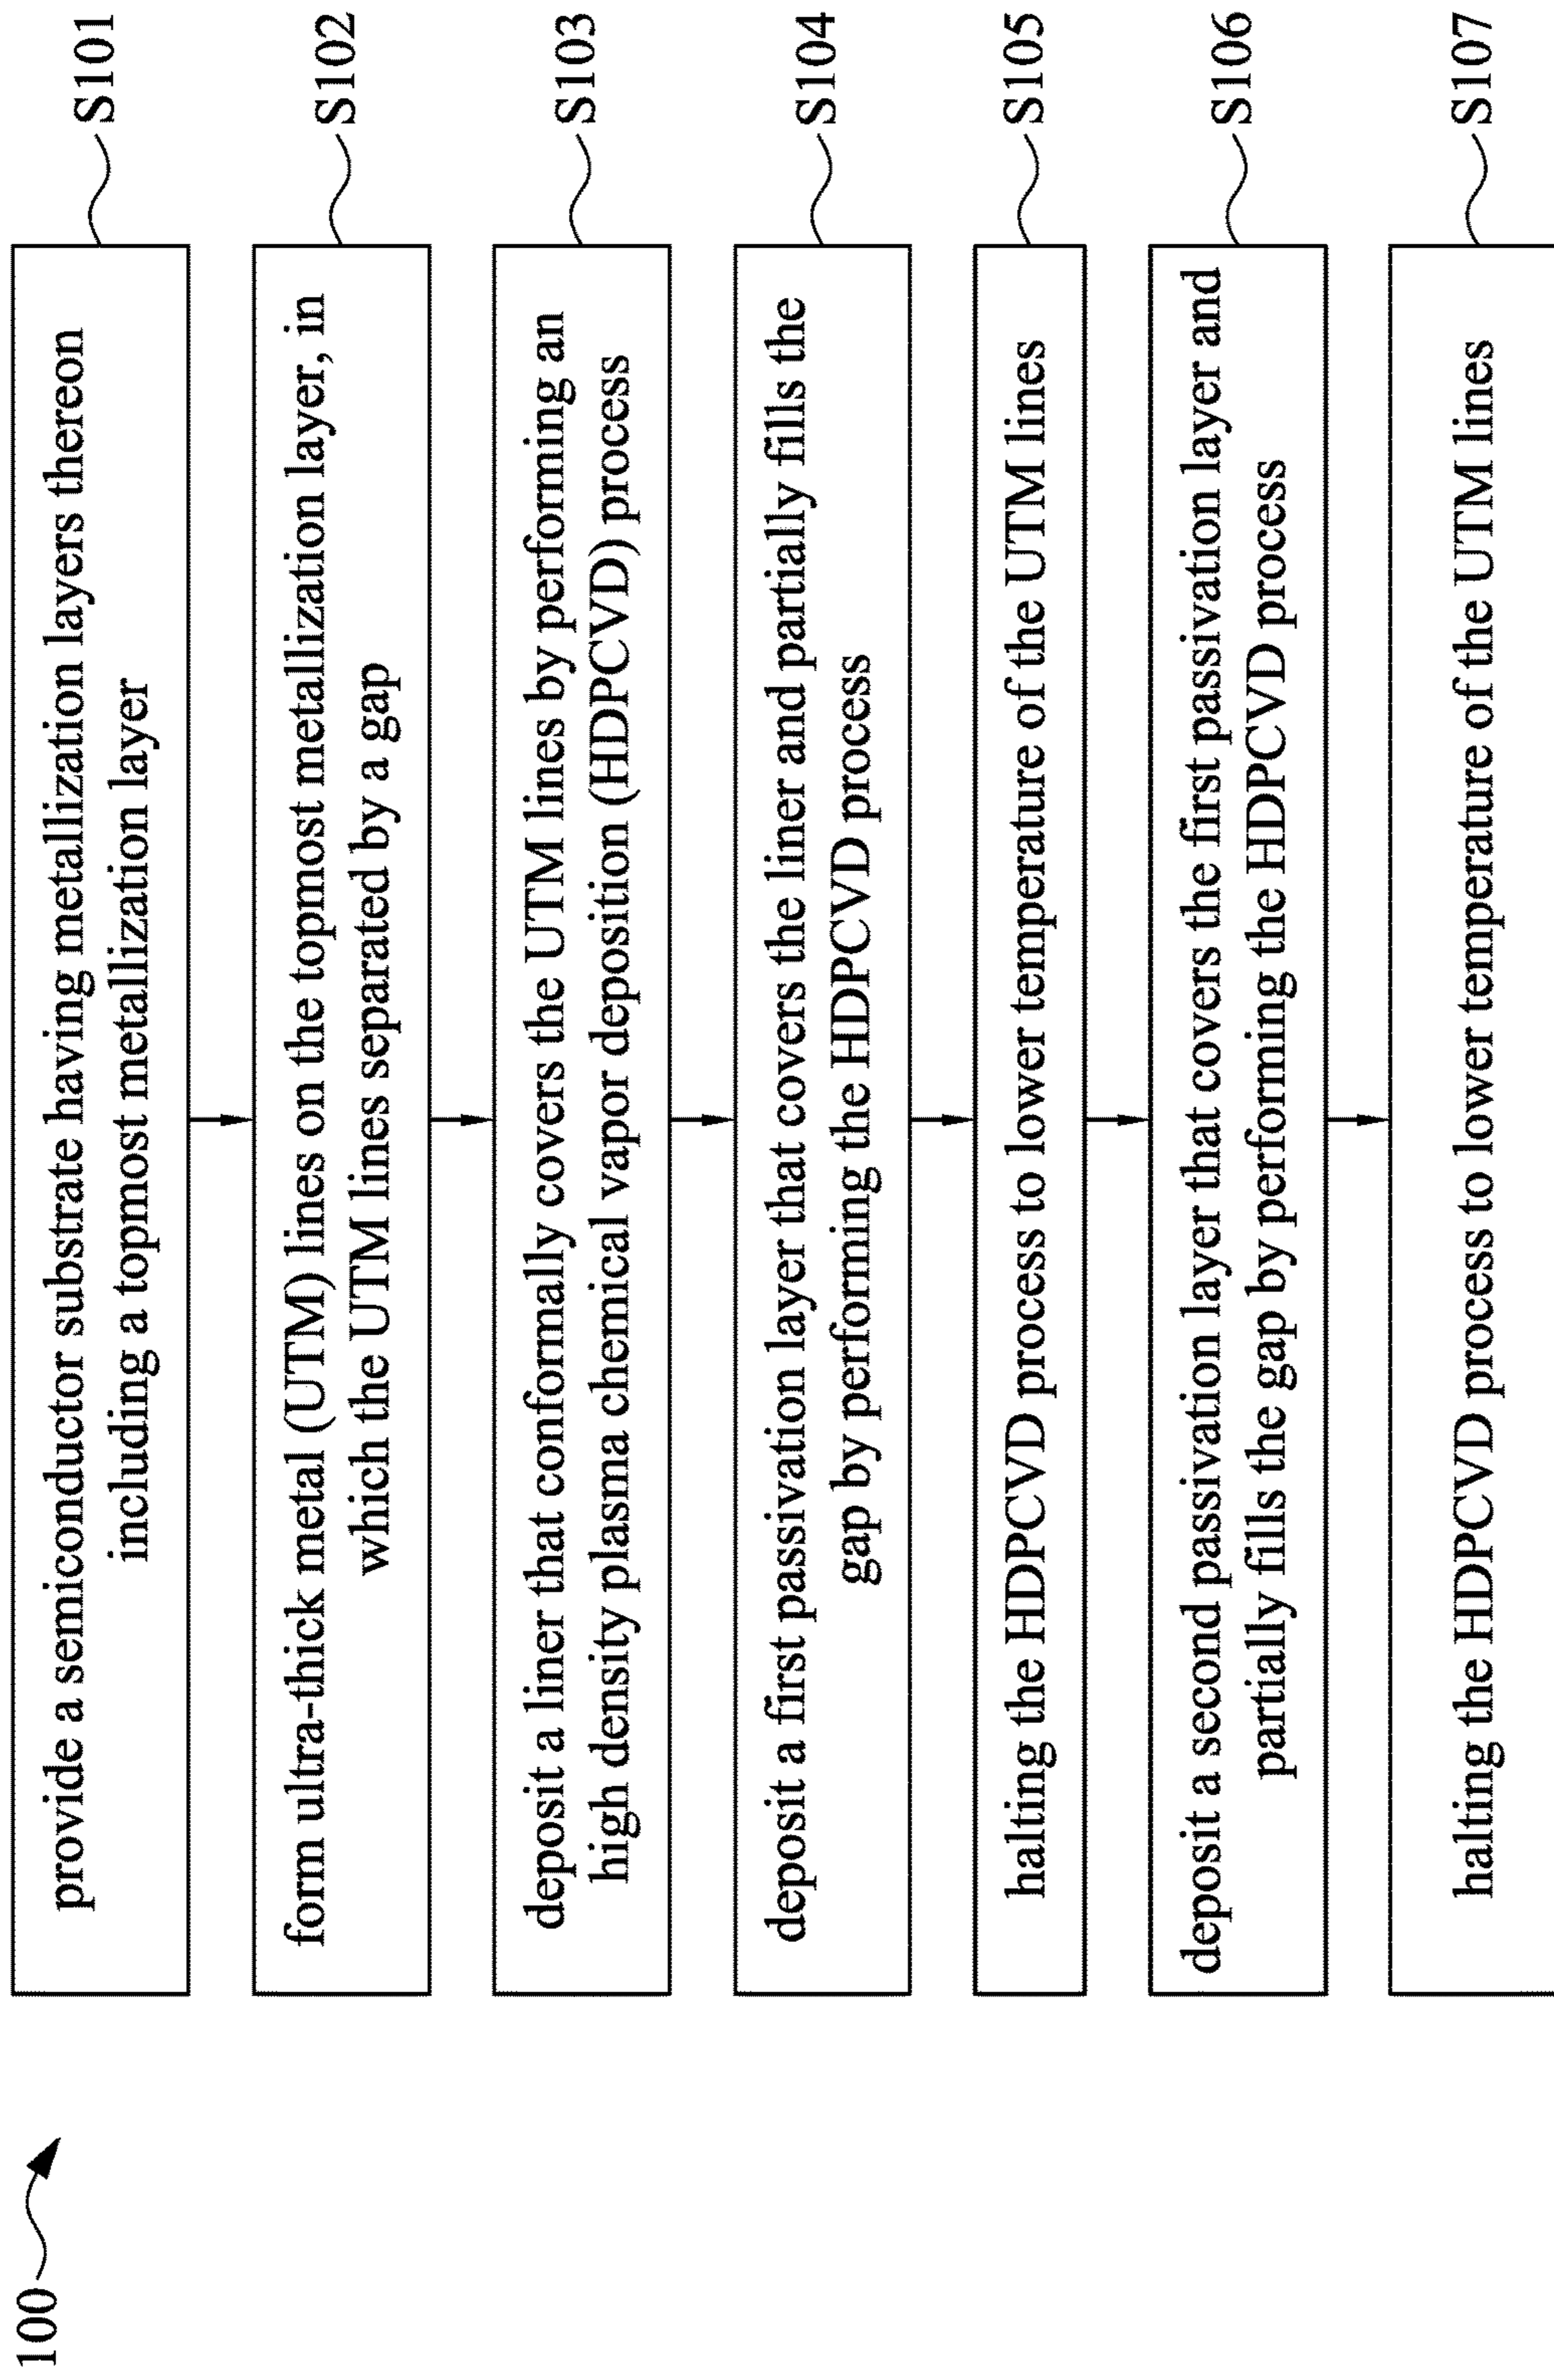 100
provide a semiconductor substrate having metallization layers thereon
including a topmost metallization layer
S101
form ultra-thick metal (UTM) lines on the topmost metallization layer, in
which the UTM lines separated by a gap
S102
deposit a liner that conformally covers the UTM lines by performing an
high density plasma chemical vapor deposition (HDPCVD) process
S103
deposit a first passivation layer that covers the liner and partially fills the
gap by performing the HDPCVD process
S104
halting the HDPCVD process to lower temperature of the UTM lines
S105
deposit a second passivation layer that covers the first passivation layer and
partially fills the gap by performing the HDPCVD process
S106
halting the HDPCVD process to lower temperature of the UTM lines
S107